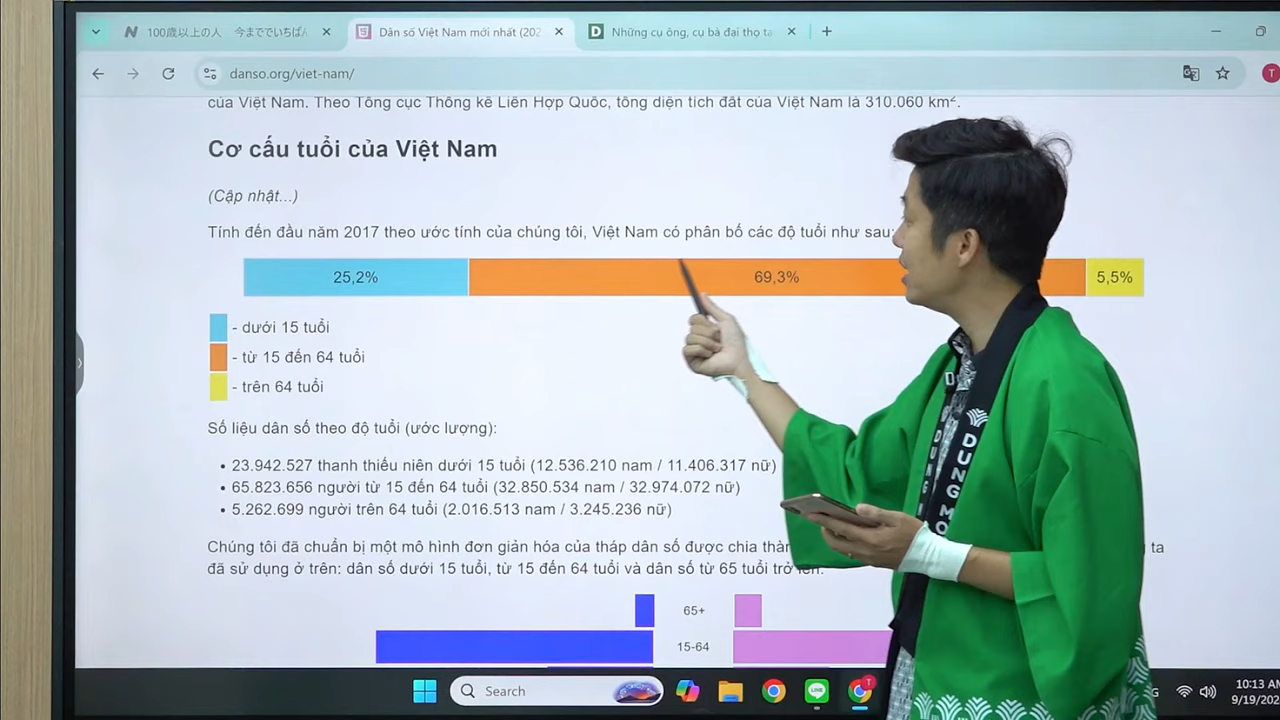 100歳以上の人 今まででいちばん
Dân số Việt Nam mới nhất (202
Những cụ ông, cụ bà đại thọ tạ
danso.org/viet-nam/
T
của Việt Nam. Theo Tổng cục Thống kê Liên Hợp Quốc, tổng diện tích đất của Việt Nam là 310.060 km².
Cơ cấu tuổi của Việt Nam
(Cập nhật...)
Tính đến đầu năm 2017 theo ước tính của chúng tôi, Việt Nam có phân bố các độ tuổi như sau:
25,2% 69,3% 5,5%
- dưới 15 tuổi
- từ 15 đến 64 tuổi
- trên 64 tuổi
Số liệu dân số theo độ tuổi (ước lượng):
• 23.942.527 thanh thiếu niên dưới 15 tuổi (12.536.210 nam / 11.406.317 nữ)
• 65.823.656 người từ 15 đến 64 tuổi (32.850.534 nam / 32.974.072 nữ)
• 5.262.699 người trên 64 tuổi (2.016.513 nam / 3.245.236 nữ)
Chúng tôi đã chuẩn bị một mô hình đơn giản hóa của tháp dân số được chia thàn ta
đã sử dụng ở trên: dân số dưới 15 tuổi, từ 15 đến 64 tuổi và dân số từ 65 tuổi trở lên.
65+
15-64
DUNG MO
DUNG
Search
LINE
T
10:13 AM
9/19/202